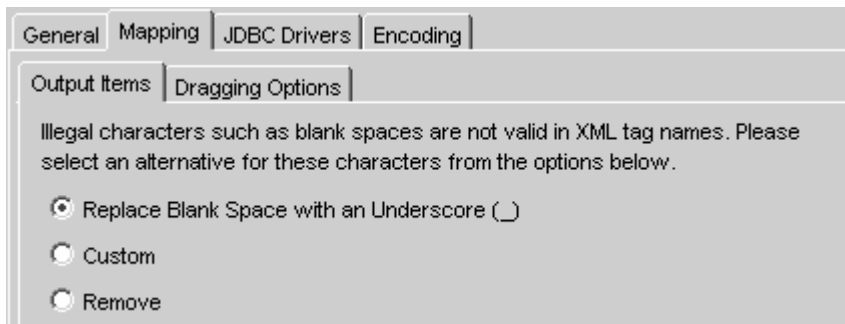 General Mapping JDBC Drivers Encoding
Output Items Dragging Options
Illegal characters such as blank spaces are not valid in XML tag names. Please
select an alternative for these characters from the options below.
Replace Blank Space with an Underscore (_)
Custom
Remove